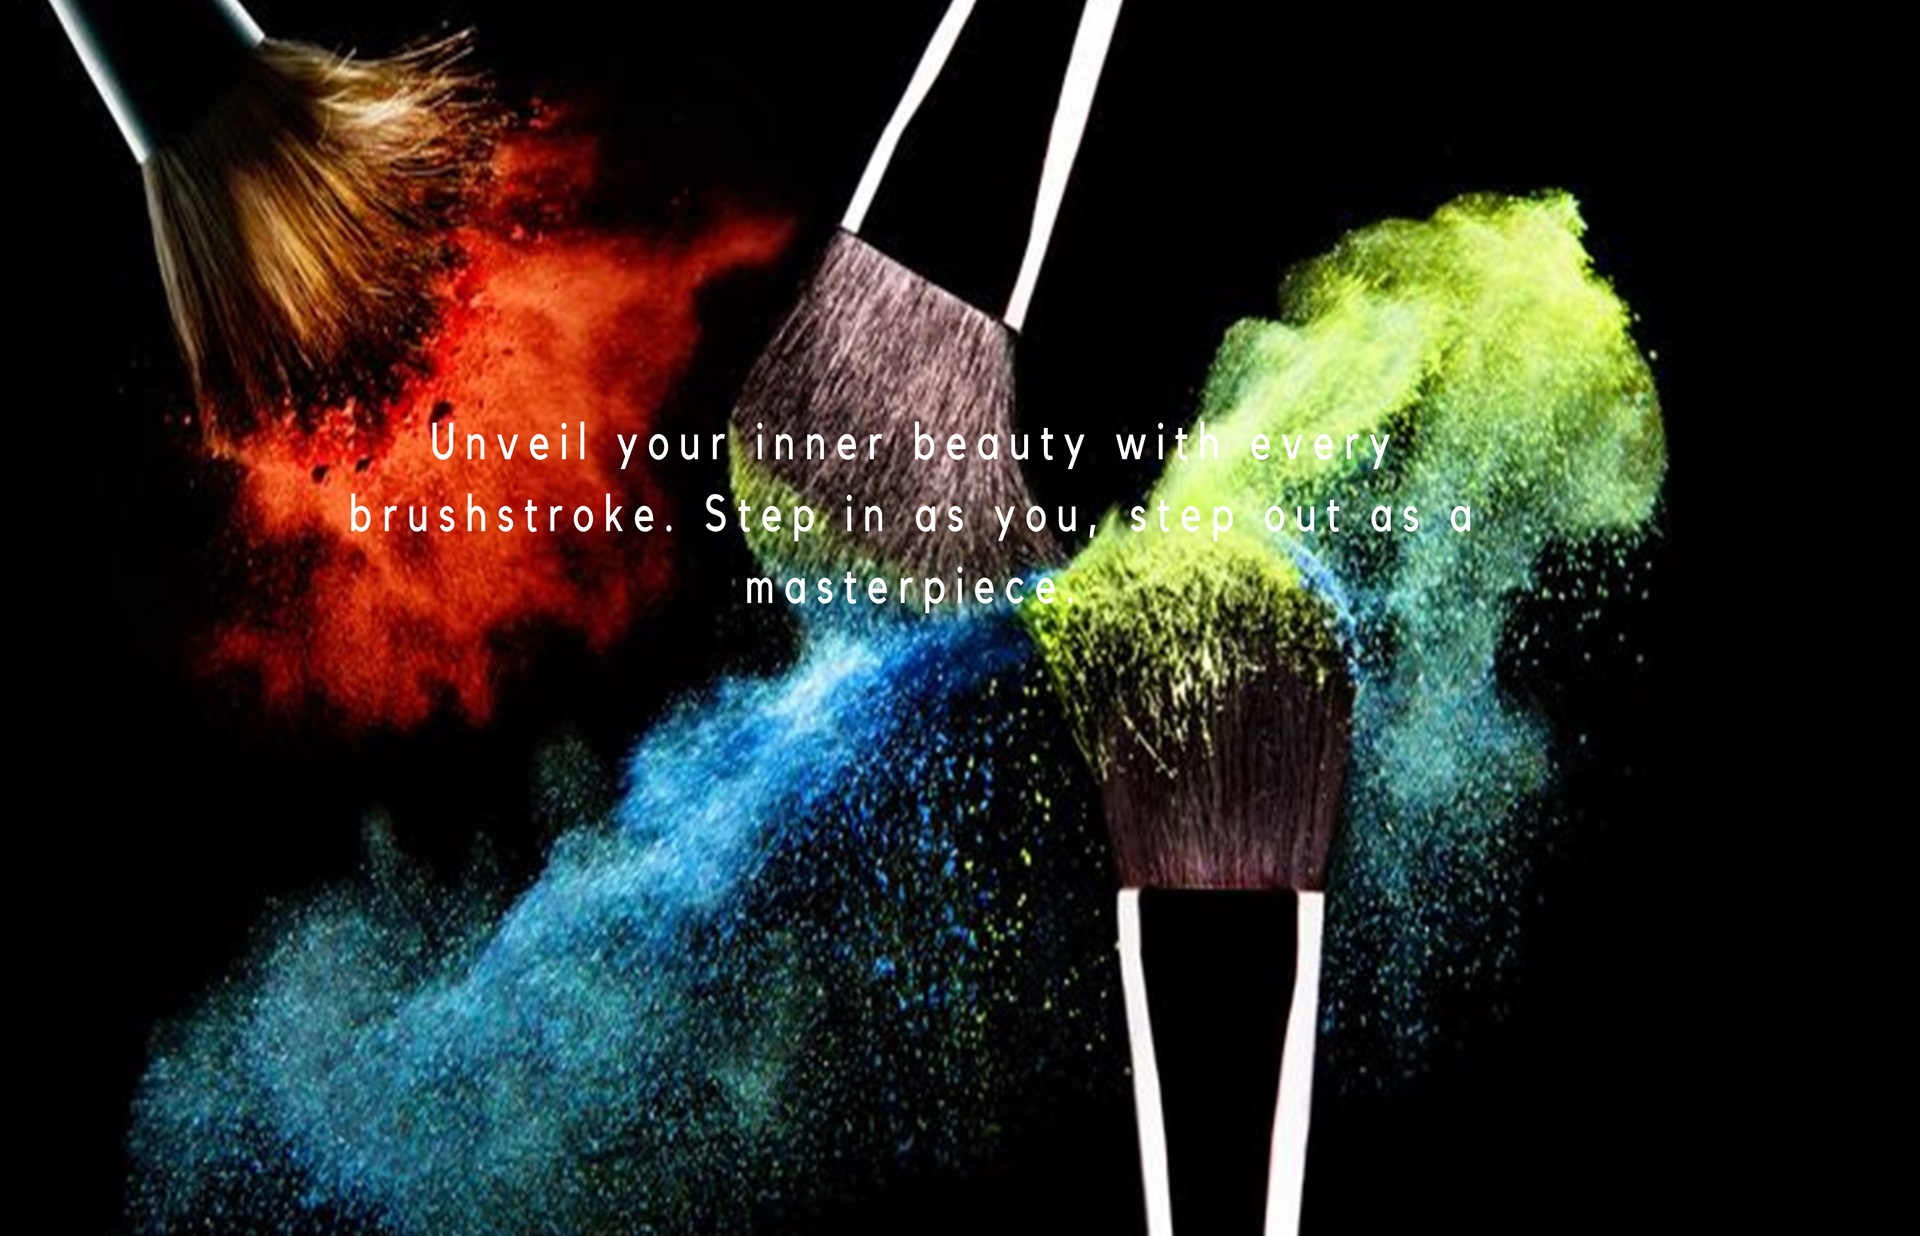 Unveil your inner beauty with every
brushstroke. Step in as you, step out as a
masterpiece.